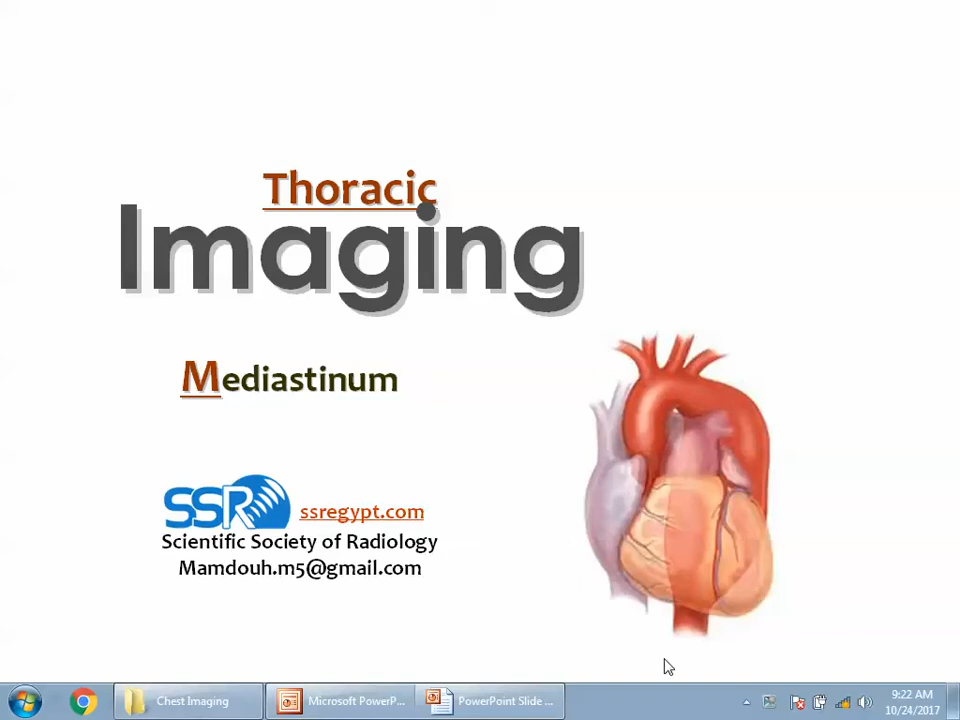 Thoracic
Imaging
Mediastinum
SSR ssregypt.com
Scientific Society of Radiology
Mamdouh.m5@gmail.com
Chest Imaging
Microsoft PowerP...
PowerPoint Slide ...
9:22 AM
10/24/2017